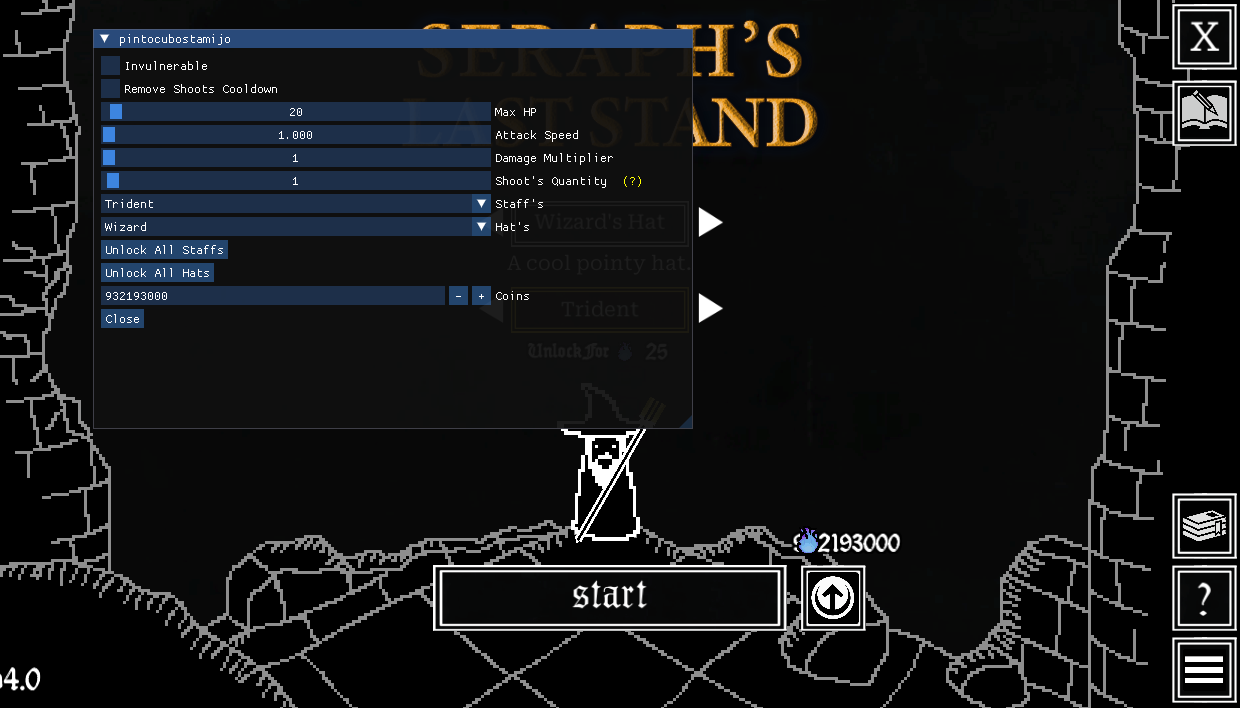 SERAPH'S
LAST STAND
pintocubostamijo
Invulnerable
Remove Shoots Cooldown
20 Max HP
1.000 Attack Speed
1 Damage Multiplier
1 Shoot's Quantity (?)
Trident Staff's
Wizard Hat's
Unlock All Staffs
Unlock All Hats
932193000 - + Coins
Close
X
Wizard's Hat
A cool pointy hat.
Trident
Unlock for 25
932193000
start
?
4.0